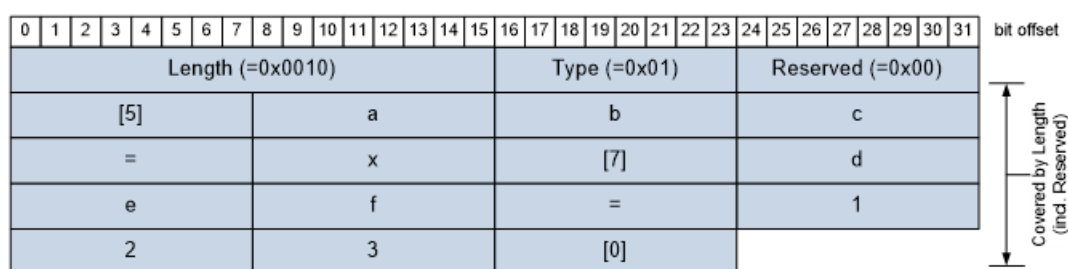 0 1 2 3 4 5 6 7 8 9 10 11 12 13 14 15 16 17 18 19 20 21 22 23 24 25 26 27 28 29 30 31 bit offset
Length (=0x0010) Type (=0x01) Reserved (=0x00)
[5] a b c
= x [7] d
e f = 1
2 3 [0]
Covered by Length
(incl. Reserved)